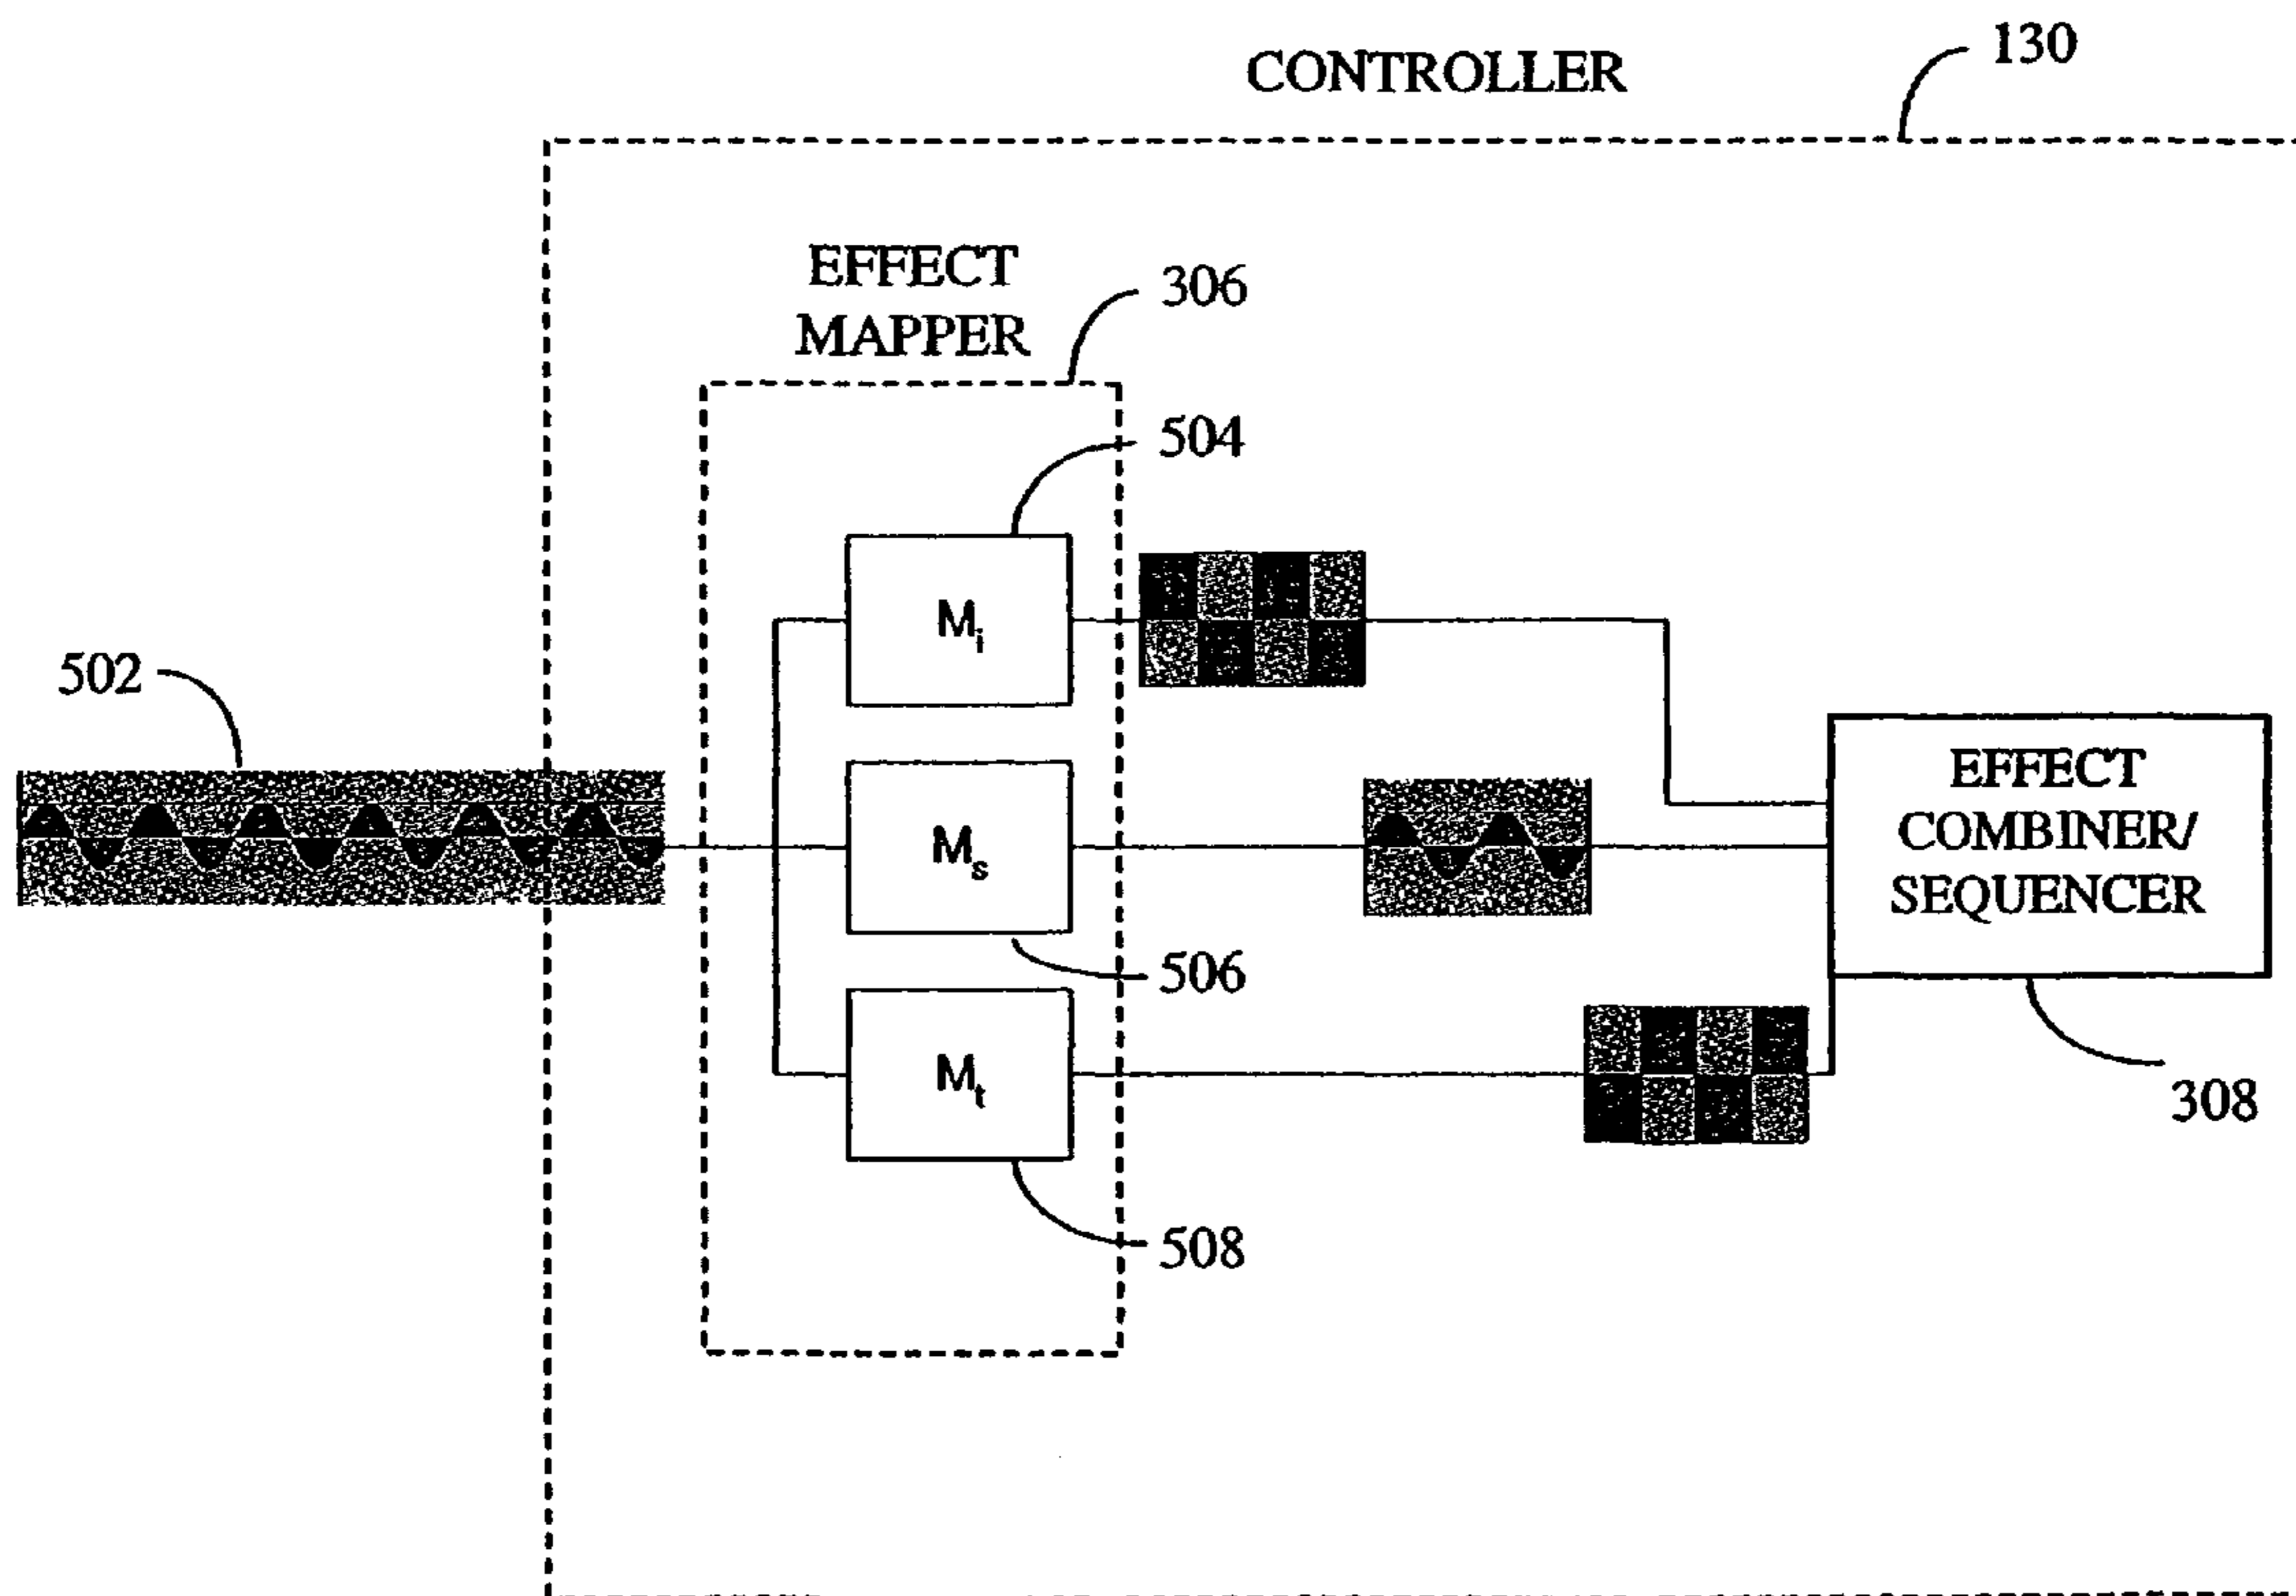 CONTROLLER
130
EFFECT
MAPPER
306
504
Mi
502
Ms
EFFECT
COMBINER/
SEQUENCER
506
Mt
308
508